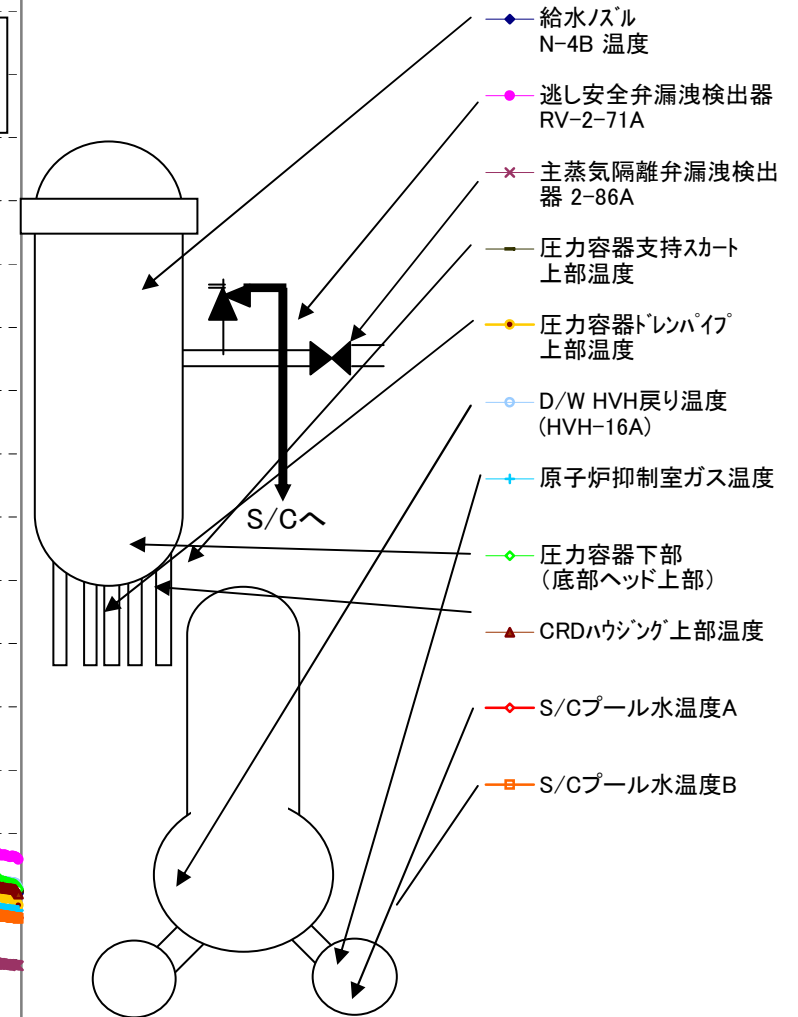 給水ﾉｽﾞﾙ
N-4B 温度
逃し安全弁漏洩検出器
RV-2-71A
主蒸気隔離弁漏洩検出
器 2-86A
圧力容器支持ｽｶｰﾄ
上部温度
圧力容器ﾄﾞﾚﾝﾊﾟｲﾌﾟ
上部温度
D/W HVH戻り温度
(HVH-16A)
原子炉抑制室ガス温度
S/Cへ
圧力容器下部
（底部ヘッド上部）
CRDﾊｳｼﾞﾝｸﾞ上部温度
S/Cプール水温度A
S/Cプール水温度B